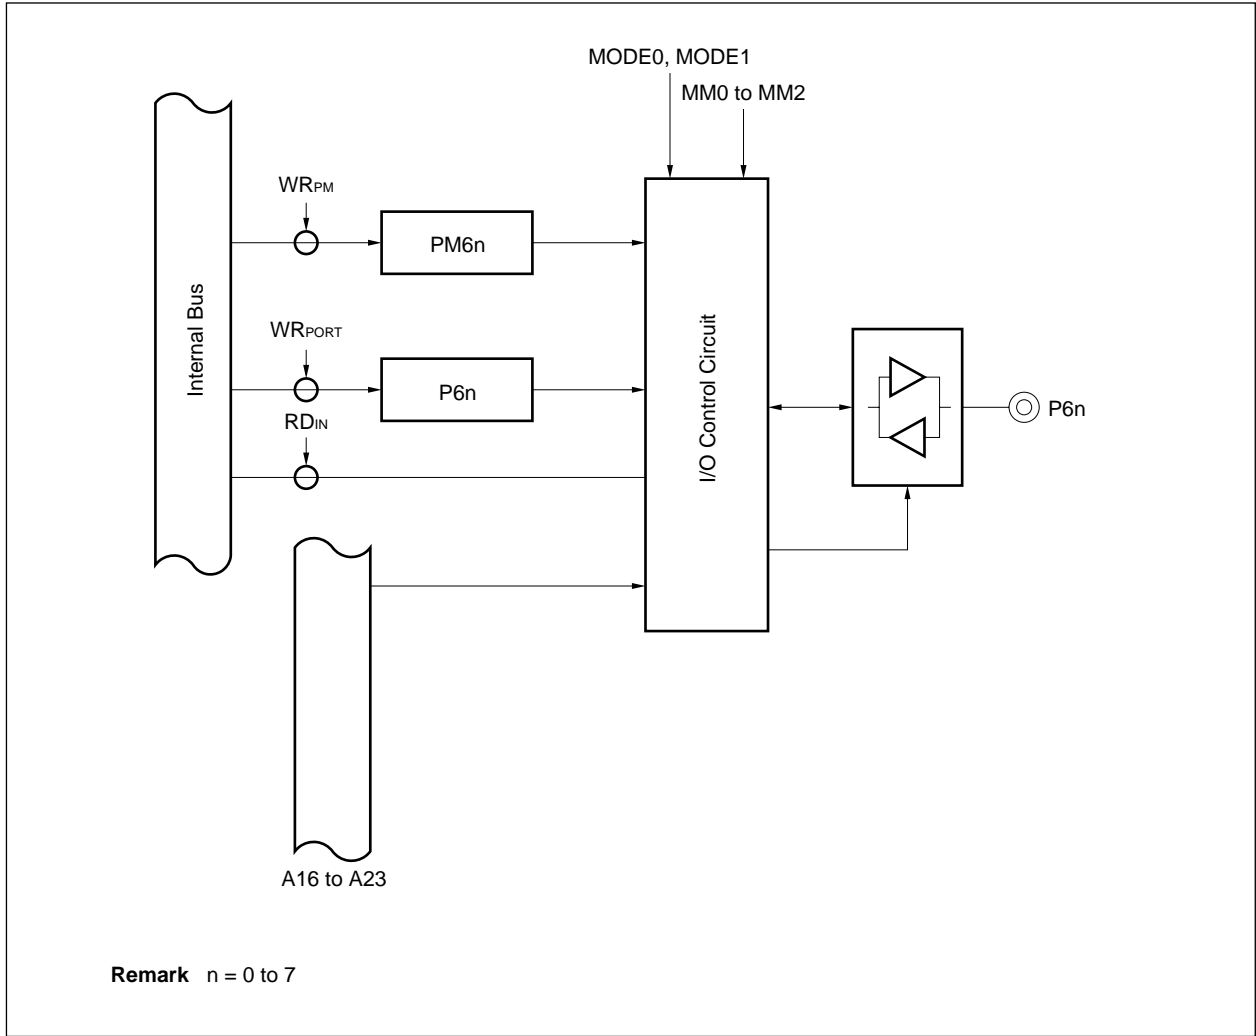 MODE0, MODE1
MM0 to MM2
WRPM
PM6n
Internal Bus
WRPORT
P6n
RDIN
I/O Control Circuit
P6n
A16 to A23
Remark n = 0 to 7